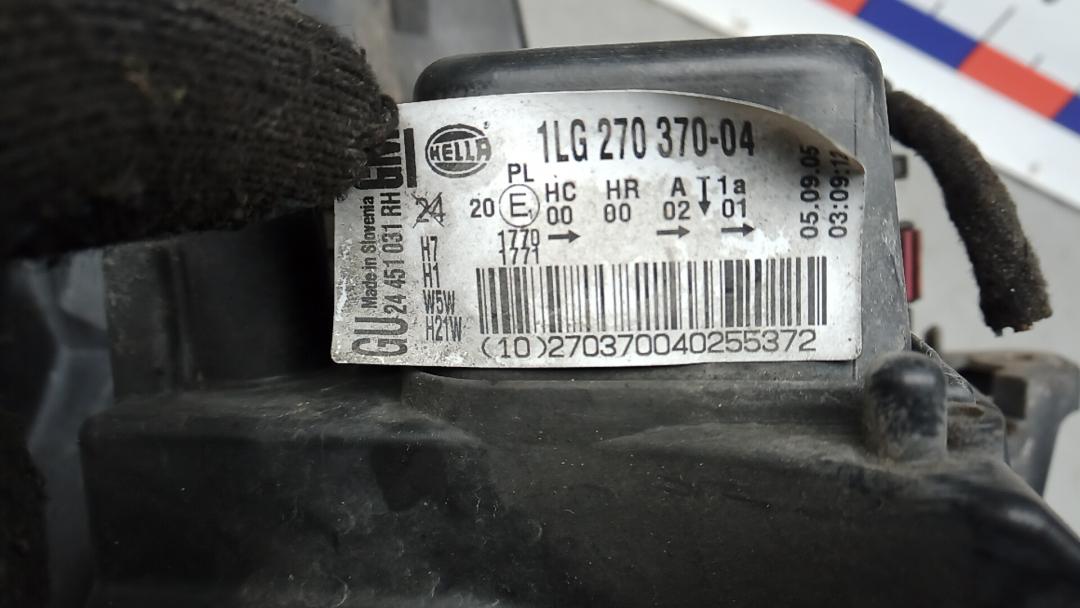 HELLA
1LG 270 370-04
PL
20 E1 HC HR A 1a
00 00 02 01
1770
1771
24
H7
H1
W5W
H21W
(10)270370040255372
GM
Made in Slovenia
24 451 031 RH
GU
05.09.05
03:09:12